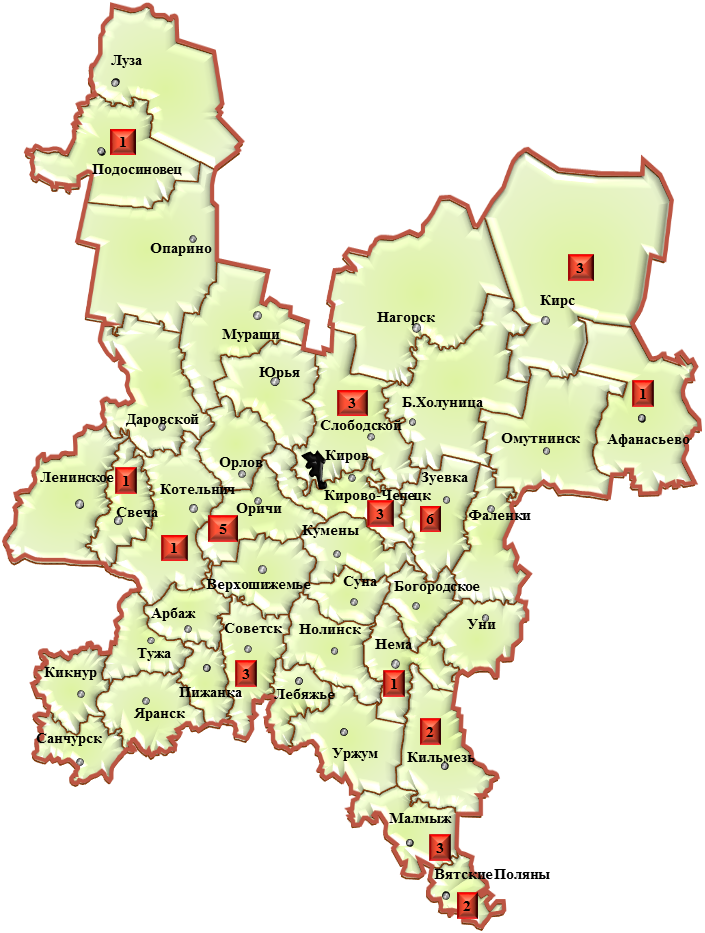 Луза
1
Подосиновец
Опарино
3
Кирс
Нагорск
Мураши
Юрья
3
Слободской
Б.Холуница
1
Афанасьево
Омутнинск
Даровской
Орлов
Киров
Ленинское
1
Свеча
Котельнич
Кирово-Чепецк
3
Зуевка
6
Фаленки
Оричи
5
Кумены
1
Верхошижемье
Суна
Богородское
Арбаж
Советск
Нолинск
Нема
Уни
Тужа
Кикнур
Пижанка
3
Лебяжье
1
Яранск
Санчурск
Уржум
2
Кильмезь
Малмыж
3
Вятские Поляны
2